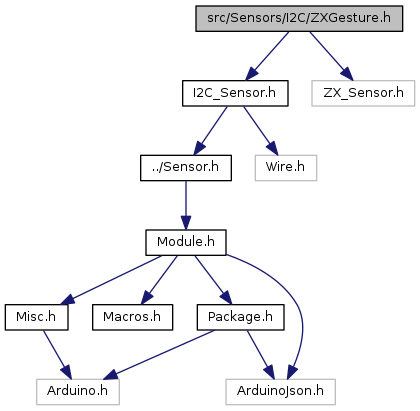 src/Sensors/I2C/ZXGesture.h
I2C_Sensor.h
ZX_Sensor.h
../Sensor.h
Wire.h
Module.h
Misc.h
Macros.h
Package.h
Arduino.h
ArduinoJson.h